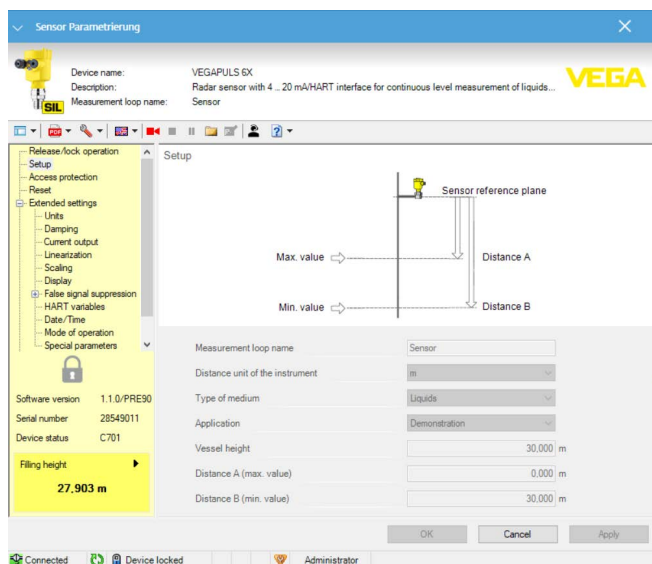 Sensor Parametrierung
Device name: VEGAPULS 6X
Description: Radar sensor with 4 ... 20 mA/HART interface for continuous level measurement of liquids...
Measurement loop name: Sensor
VEGA
SIL
PDF
Release/lock operation
Setup
Access protection
Reset
Extended settings
Units
Damping
Current output
Linearization
Scaling
Display
False signal suppression
HART variables
Date/Time
Mode of operation
Special parameters
Software version 1.1.0/PRE90
Serial number 28549011
Device status C701
Filling height
27,903 m
Setup
Sensor reference plane
Max. value
Distance A
Min. value
Distance B
Measurement loop name Sensor
Distance unit of the instrument m
Type of medium Liquids
Application Demonstration
Vessel height 30,000 m
Distance A (max. value) 0,000 m
Distance B (min. value) 30,000 m
OK Cancel Apply
Connected Device locked Administrator